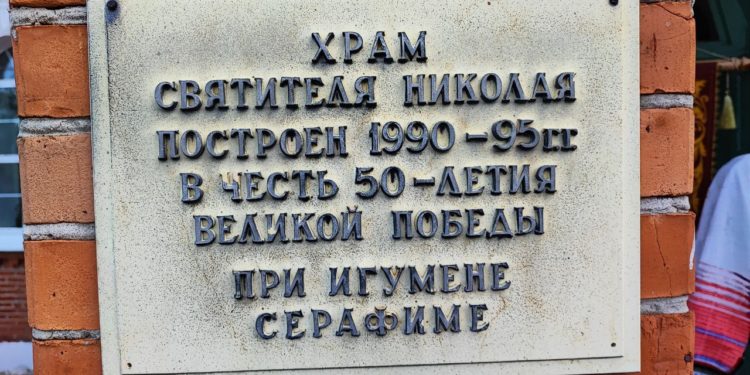 ХРАМ
СВЯТИТЕЛЯ НИКОЛАЯ
ПОСТРОЕН 1990-95гг.
В ЧЕСТЬ 50-ЛЕТИЯ
ВЕЛИКОЙ ПОБЕДЫ
ПРИ ИГУМЕНЕ
СЕРАФИМЕ